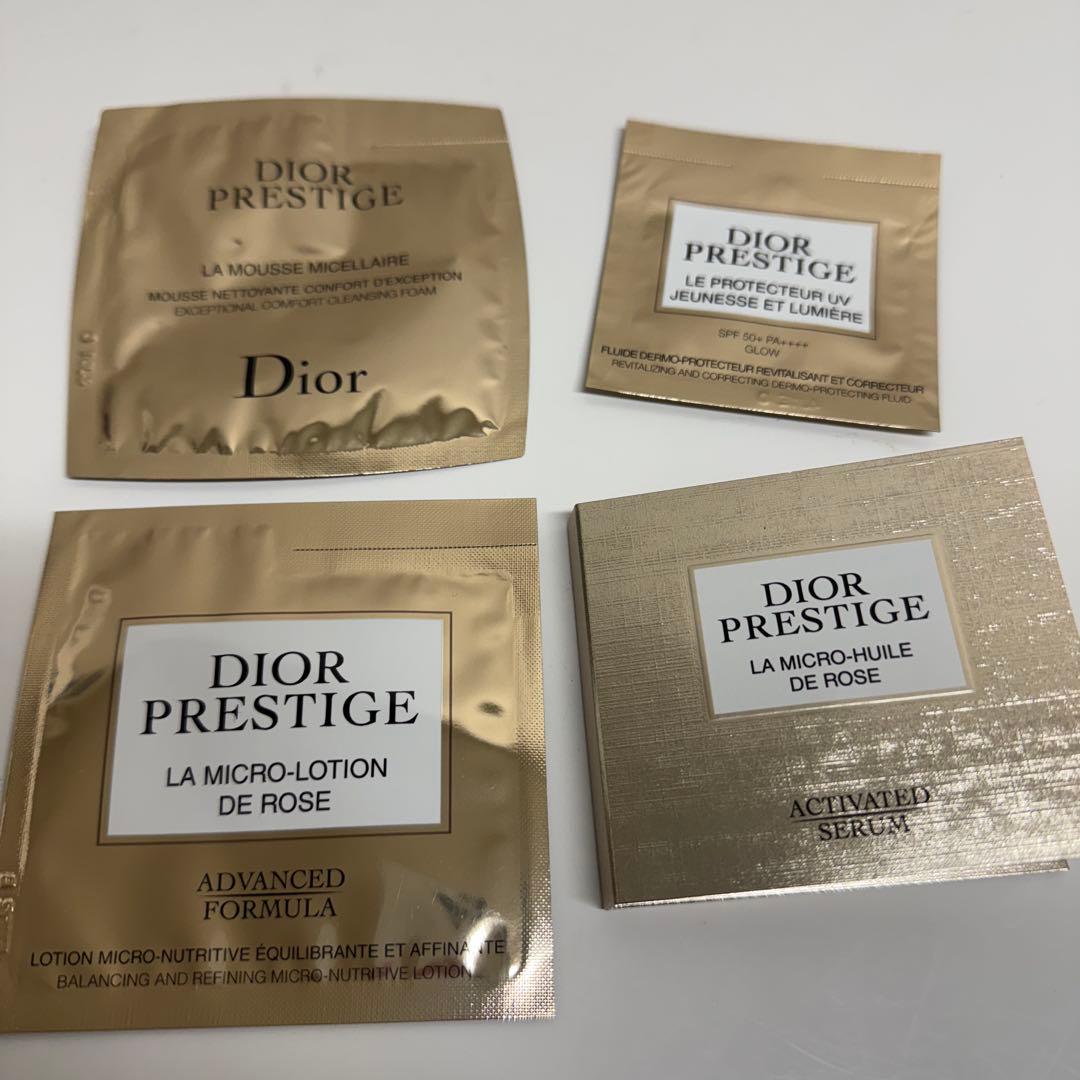 DIOR
PRESTIGE
LA MOUSSE MICELLAIRE
MOUSSE NETTOYANTE CONFORT D'EXCEPTION
EXCEPTIONAL COMFORT CLEANSING FOAM
Dior
DIOR
PRESTIGE
LE PROTECTEUR UV
JEUNESSE ET LUMIÈRE
SPF 50+ PA++++
GLOW
FLUIDE DERMO-PROTECTEUR REVITALISANT ET CORRECTEUR
REVITALIZING AND CORRECTING DERMO-PROTECTING FLUID
DIOR
PRESTIGE
LA MICRO-LOTION
DE ROSE
ADVANCED
FORMULA
LOTION MICRO-NUTRITIVE ÉQUILIBRANTE ET AFFINANTE
BALANCING AND REFINING MICRO-NUTRITIVE LOTION
DIOR
PRESTIGE
LA MICRO-HUILE
DE ROSE
ACTIVATED
SERUM